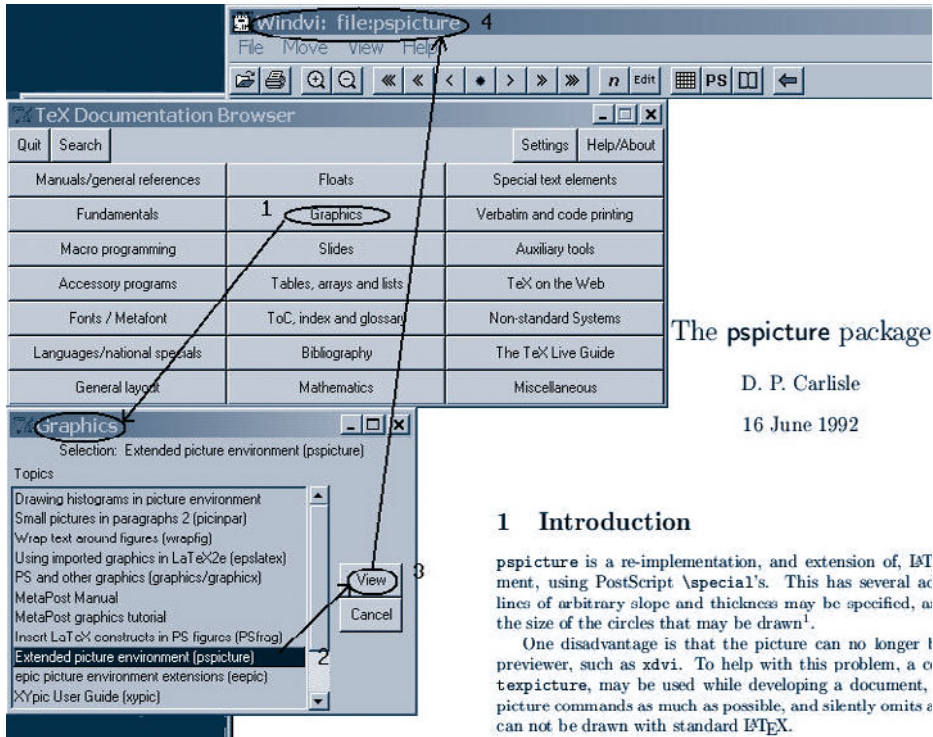 Windvi: file:pspicture 4
File Move View Help
n Edit PS
TeX Documentation Browser
Quit Search Settings Help/About
Manuals/general references Floats Special text elements
Fundamentals 1 Graphics Verbatim and code printing
Macro programming Slides Auxiliary tools
Accessory programs Tables, arrays and lists TeX on the Web
Fonts / Metafont ToC, index and glossary Non-standard Systems
Languages/national specials Bibliography The TeX Live Guide
General layout Mathematics Miscellaneous
The pspicture package
D. P. Carlisle
16 June 1992
Graphics
Selection: Extended picture environment (pspicture)
Topics
Drawing histograms in picture environment
Small pictures in paragraphs 2 (picinpar)
Wrap text around figures (wrapfig)
Using imported graphics in LaTeX2e (epslatex)
PS and other graphics (graphics/graphicx)
MetaPost Manual
MetaPost graphics tutorial
Insert LaTeX constructs in PS figures (PSfrag)
Extended picture environment (pspicture) 2
epic picture environment extensions (eepic)
XYpic User Guide (xypic)
View 3
Cancel
1 Introduction
pspicture is a re-implementation, and extension of, LAT
ment, using PostScript \special's. This has several ad
lines of arbitrary slope and thickness may be specified, a
the size of the circles that may be drawn1.
One disadvantage is that the picture can no longer b
previewer, such as xdvi. To help with this problem, a c
texpicture, may be used while developing a document,
picture commands as much as possible, and silently omits a
can not be drawn with standard LATEX.